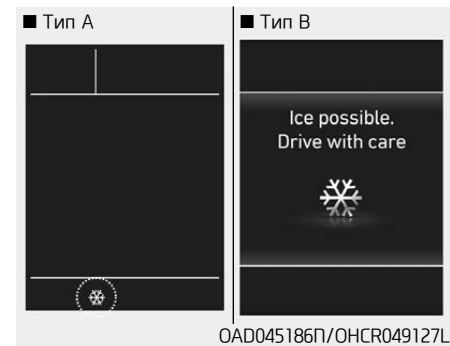 ■ Тип A
■ Тип B
Ice possible.
Drive with care
OAD045186П/OHCR049127L